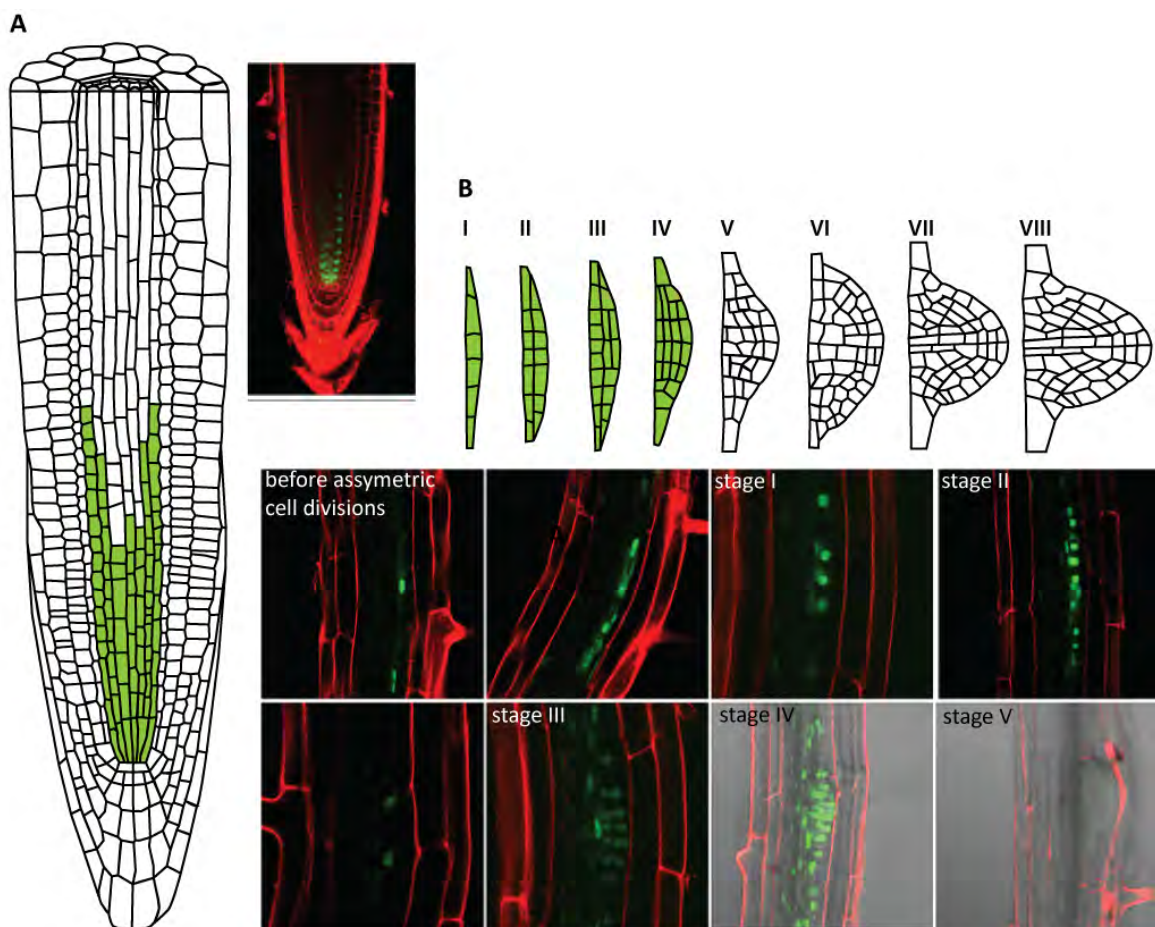 A
B
I II III IV V VI VII VIII
before assymetric
cell divisions
stage I
stage II
stage III
stage IV
stage V